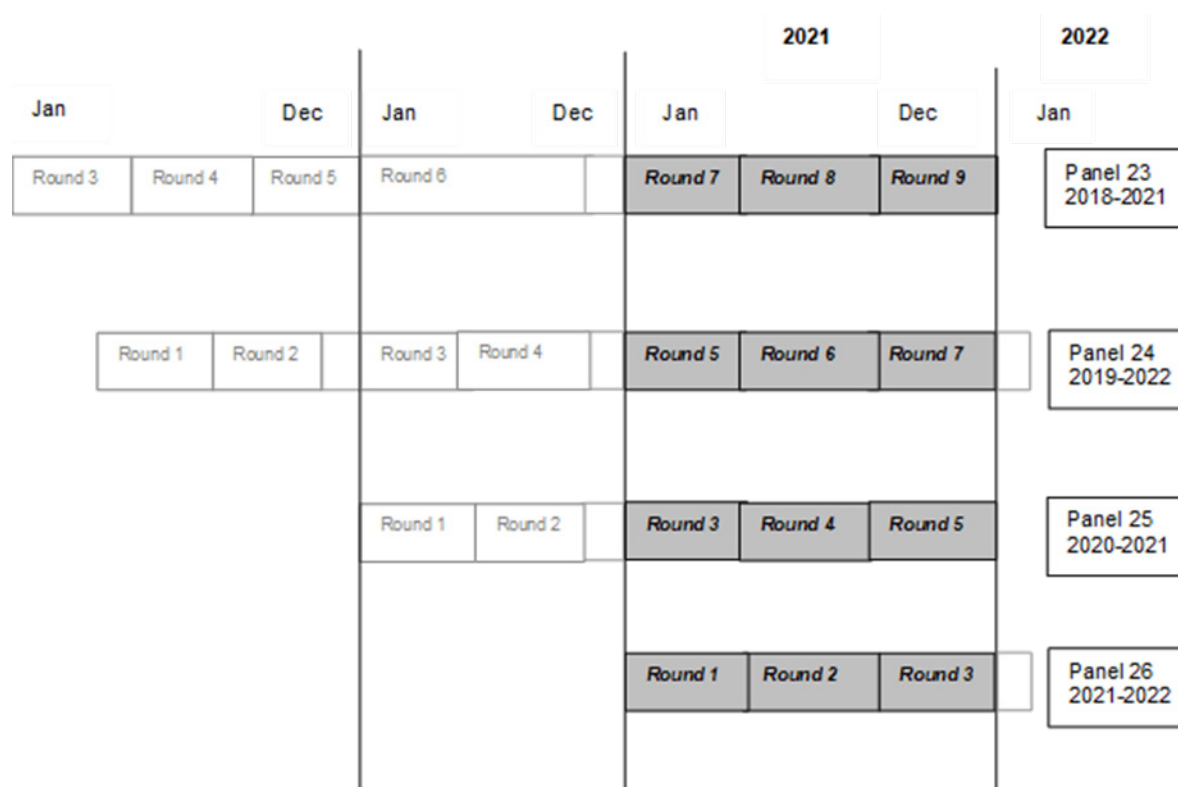 2021 2022
Jan Dec Jan Dec Jan Dec Jan
Round 3 Round 4 Round 5 Round 6 Round 7 Round 8 Round 9 Panel 23
2018-2021
Round 1 Round 2 Round 3 Round 4 Round 5 Round 6 Round 7 Panel 24
2019-2022
Round 1 Round 2 Round 3 Round 4 Round 5 Panel 25
2020-2021
Round 1 Round 2 Round 3 Panel 26
2021-2022